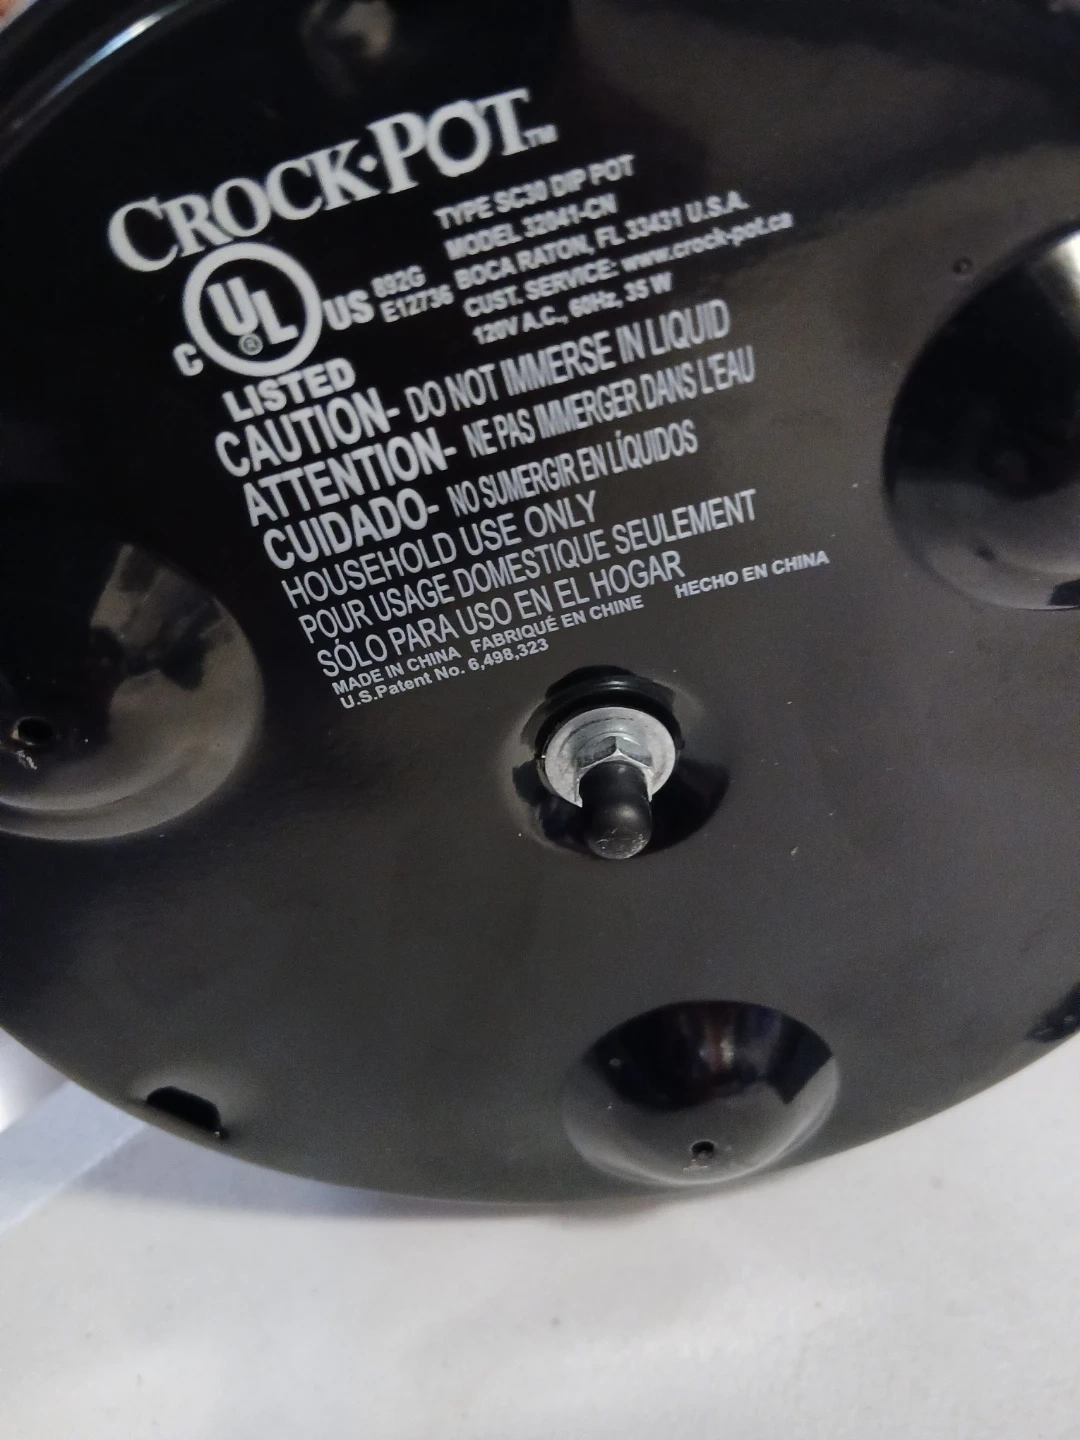 CROCK•POT™
C UL ® US
LISTED
892G
E12736
TYPE SC30 DIP POT
MODEL 32041-CN
BOCA RATON, FL 33431 U.S.A.
CUST. SERVICE: www.crock-pot.ca
120V A.C., 60Hz, 35 W
CAUTION- DO NOT IMMERSE IN LIQUID
ATTENTION- NE PAS IMMERGER DANS L'EAU
CUIDADO- NO SUMERGIR EN LÍQUIDOS
HOUSEHOLD USE ONLY
POUR USAGE DOMESTIQUE SEULEMENT
SÓLO PARA USO EN EL HOGAR
MADE IN CHINA FABRIQUÉ EN CHINE HECHO EN CHINA
U.S.Patent No. 6,498,323